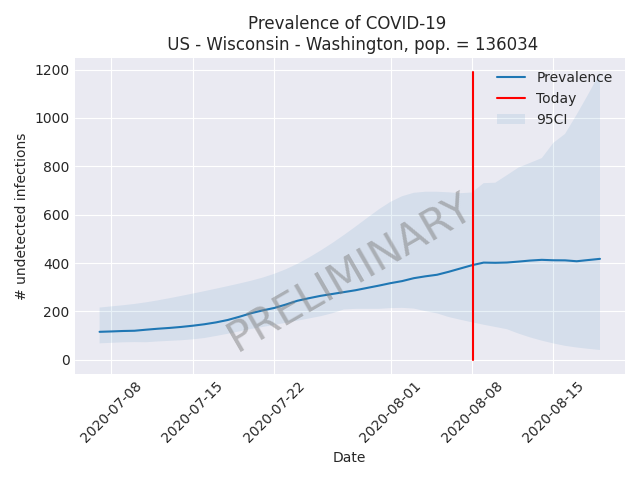 Prevalence of COVID-19
US - Wisconsin - Washington, pop. = 136034
1200
1000
800
600
400
200
0
# undetected infections
Prevalence
Today
95CI
PRELIMINARY
2020-07-08
2020-07-15
2020-07-22
2020-08-01
2020-08-08
2020-08-15
Date